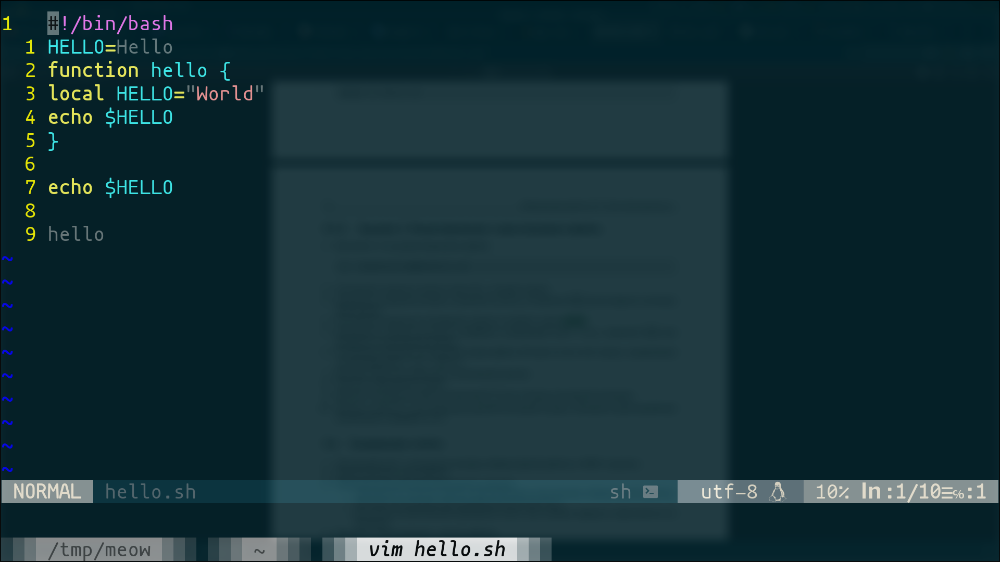 1 #!/bin/bash
1 HELLO=Hello
2 function hello {
3 local HELLO="World"
4 echo $HELLO
5 }
6
7 echo $HELLO
8
9 hello
~
~
~
~
~
~
~
~
~
~
NORMAL hello.sh sh utf-8 10% ln:1/10≡℅:1
/tmp/meow ~ vim hello.sh